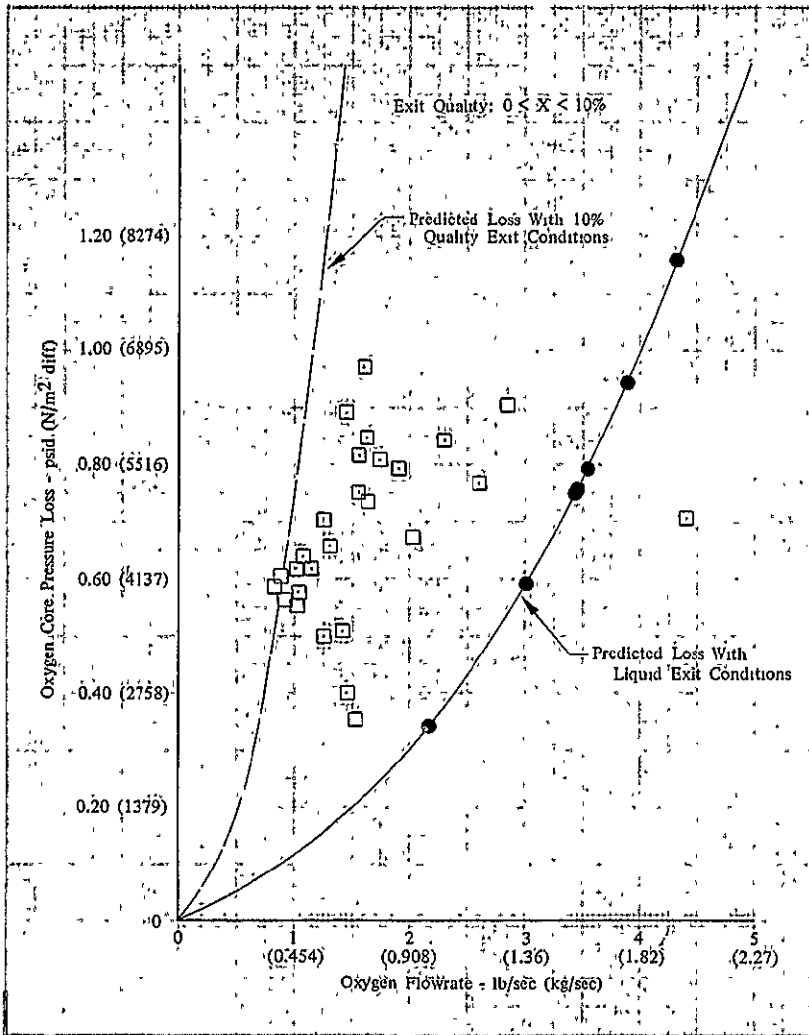 Exit Quality: 0 < X < 10%
Predicted Loss With 10%
Quality Exit Conditions
1.20 (8274)
1.00 (6895)
0.80 (5516)
0.60 (4137)
0.40 (2758)
0.20 (1379)
0
Oxygen Core Pressure Loss - psid (N/m² diff)
Predicted Loss With
Liquid Exit Conditions
0 1 2 3 4 5
(0.454) (0.908) (1.36) (1.82) (2.27)
Oxygen Flowrate - lb/sec (kg/sec)